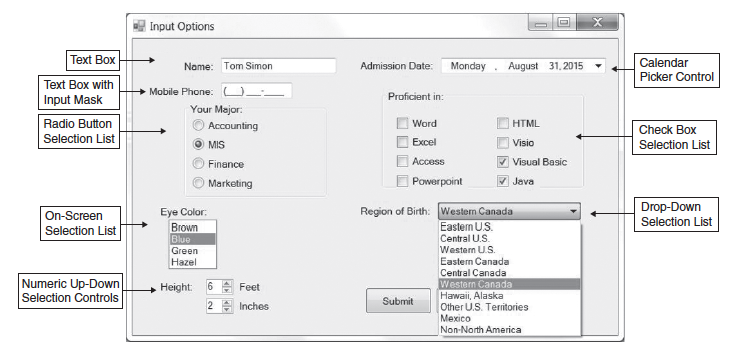 Input Options
Text Box
Name: Tom Simon
Admission Date: Monday , August 31, 2015
Calendar
Picker Control
Text Box with
Input Mask
Mobile Phone: (__) ___-____
Radio Button
Selection List
Your Major:
Accounting
MIS
Finance
Marketing
Proficient in:
Word
HTML
Excel
Visio
Access
Visual Basic
Powerpoint
Java
Check Box
Selection List
On-Screen
Selection List
Eye Color:
Brown
Blue
Green
Hazel
Region of Birth: Western Canada
Eastern U.S.
Central U.S.
Western U.S.
Eastern Canada
Central Canada
Western Canada
Hawaii, Alaska
Other U.S. Territories
Mexico
Non-North America
Drop-Down
Selection List
Numeric Up-Down
Selection Controls
Height: 6 Feet
2 Inches
Submit